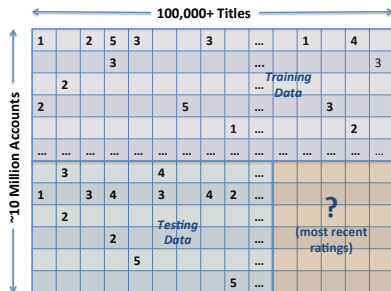 100,000+ Titles
~10 Million Accounts
1 2 5 3 3 ... 1 4
3 ... 3
Training
2 ...
Data
2 5 ... 3
1 ... 2
... ... ... ... ... ... ... ... ... ... ... ... ... ... ...
3 4 ...
1 3 4 3 4 2 ...
2 ...
Testing
2 Data ...
5 ...
5 ...
?
(most recent
ratings)